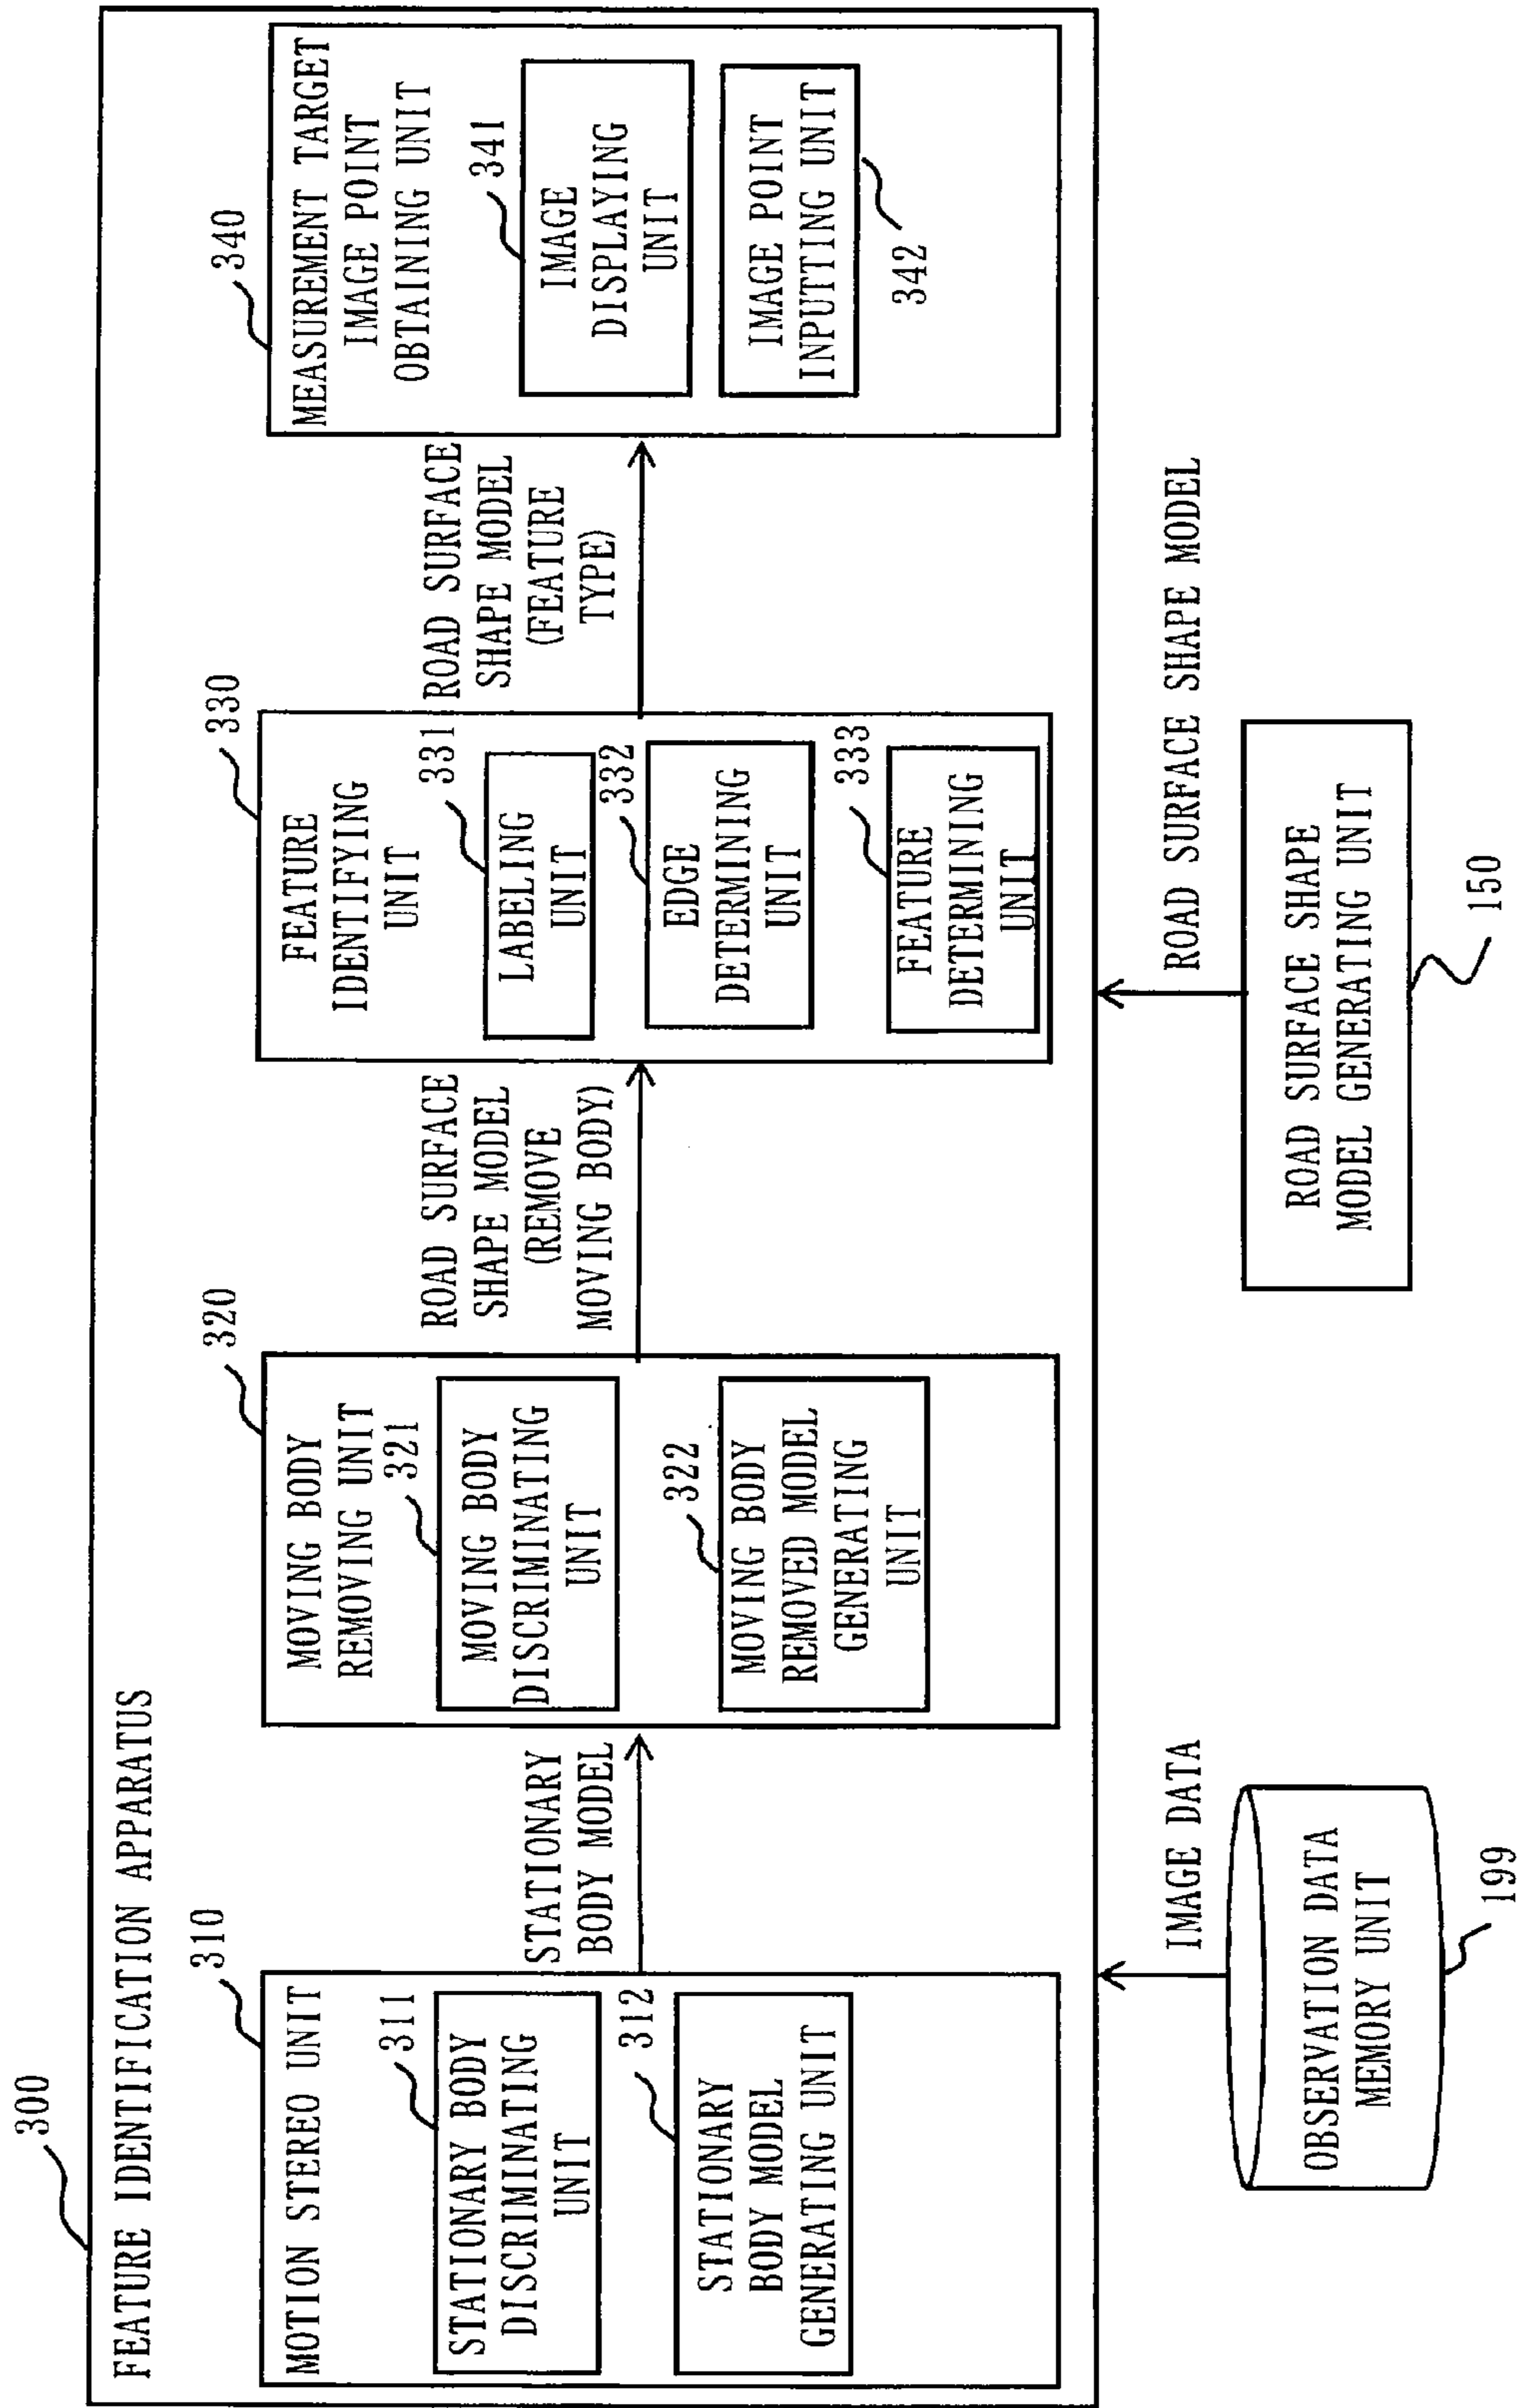 300
FEATURE IDENTIFICATION APPARATUS
310
MOTION STEREO UNIT
311
STATIONARY BODY
DISCRIMINATING
UNIT
312
STATIONARY
BODY MODEL
GENERATING UNIT
STATIONARY
BODY MODEL
320
MOVING BODY
REMOVING UNIT
321
MOVING BODY
DISCRIMINATING
UNIT
322
MOVING BODY
REMOVED MODEL
GENERATING
UNIT
ROAD SURFACE
SHAPE MODEL
(REMOVE
MOVING BODY)
330
FEATURE
IDENTIFYING
UNIT
331
LABELING
UNIT
332
EDGE
DETERMINING
UNIT
333
FEATURE
DETERMINING
UNIT
ROAD SURFACE
SHAPE MODEL
(FEATURE
TYPE)
340
MEASUREMENT TARGET
IMAGE POINT
OBTAINING UNIT
341
IMAGE
DISPLAYING
UNIT
IMAGE POINT
INPUTTING UNIT
342
IMAGE DATA
OBSERVATION DATA
MEMORY UNIT
199
ROAD SURFACE SHAPE MODEL
ROAD SURFACE SHAPE
MODEL GENERATING UNIT
150